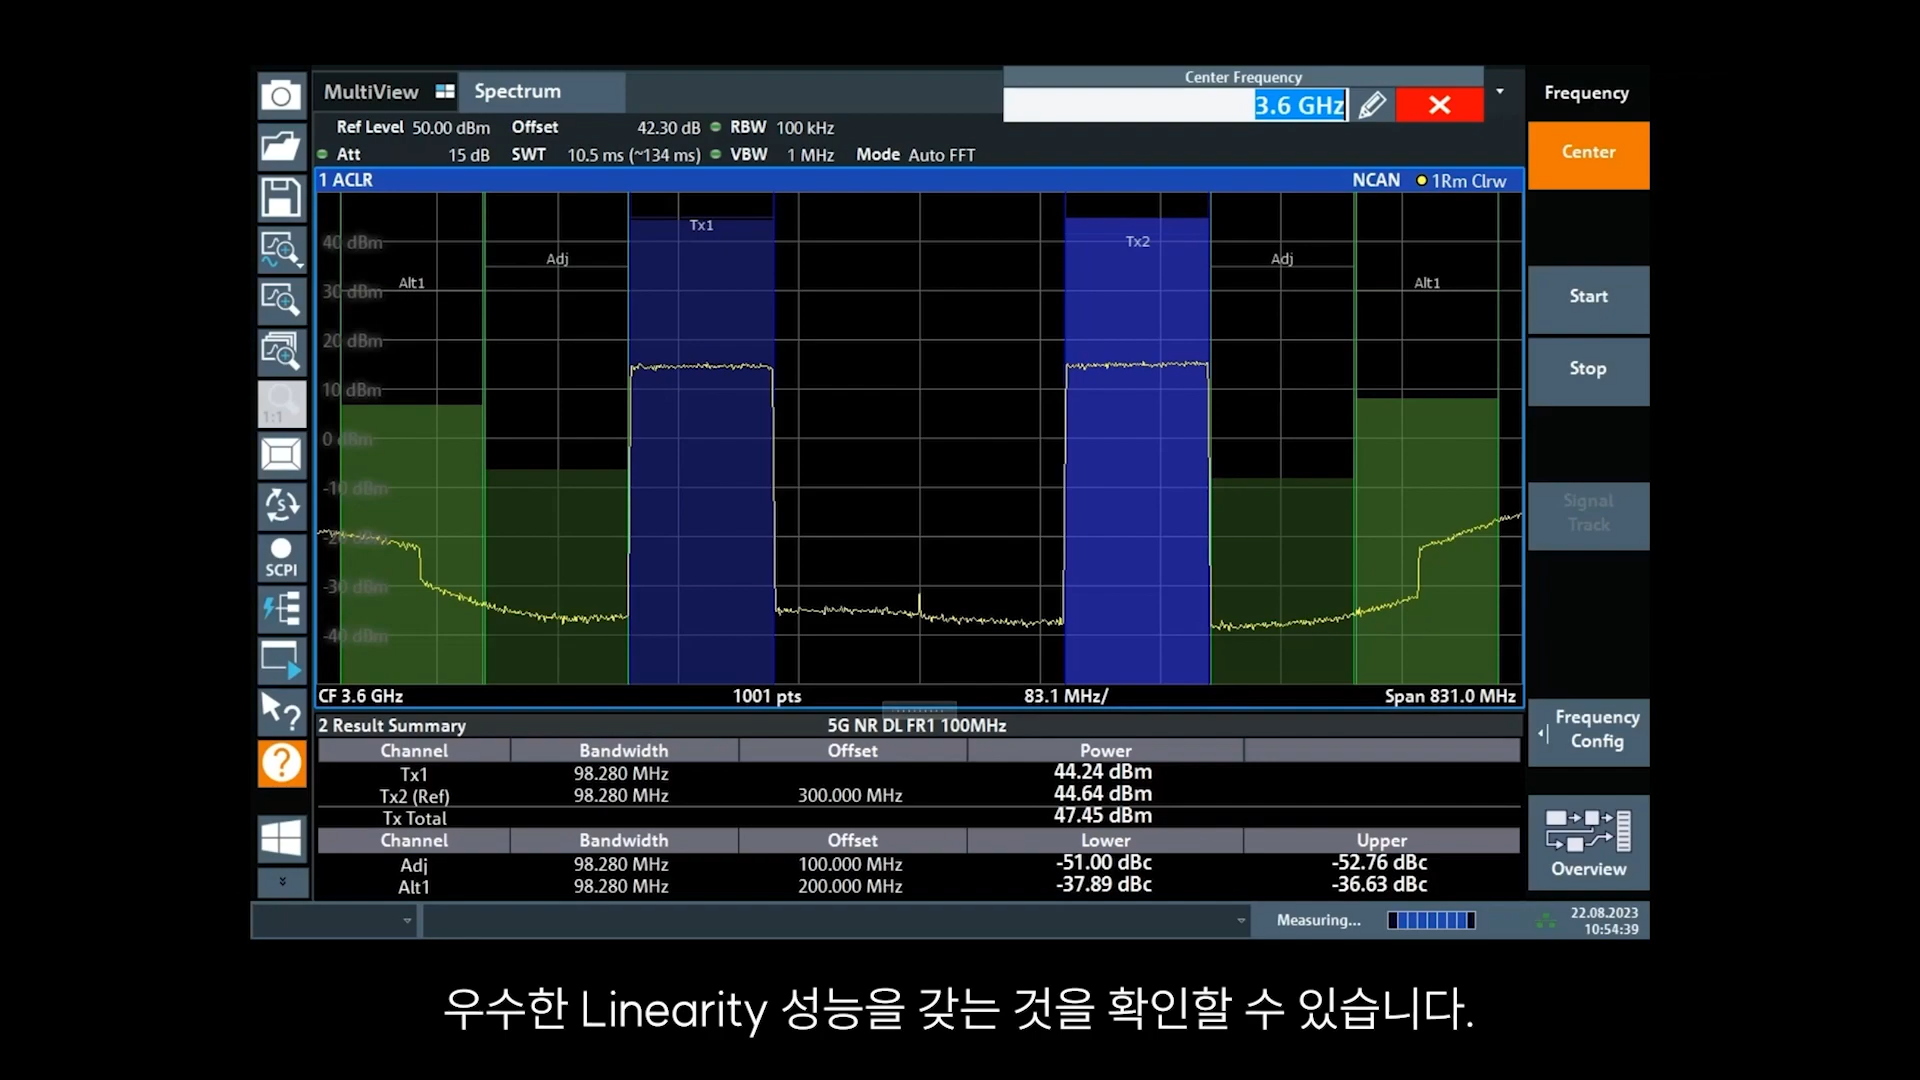 Center Frequency
MultiView Spectrum 3.6 GHz Frequency
Ref Level 50.00 dBm Offset 42.30 dB RBW 100 kHz
Att 15 dB SWT 10.5 ms (~134 ms) VBW 1 MHz Mode Auto FFT
Center
1 ACLR NCAN 1Rm Clrw
Tx1
40 dBm Tx2
Adj Adj
Alt1 Alt1
30 dBm
Start
20 dBm
Stop
10 dBm
1:1
0 dBm
-10 dBm
Signal
Track
-20 dBm
SCPI
-30 dBm
-40 dBm
CF 3.6 GHz 1001 pts 83.1 MHz/ Span 831.0 MHz
Frequency
Config
2 Result Summary 5G NR DL FR1 100MHz
Channel Bandwidth Offset Power
Tx1 98.280 MHz 44.24 dBm
Tx2 (Ref) 98.280 MHz 300.000 MHz 44.64 dBm
Tx Total 47.45 dBm
Channel Bandwidth Offset Lower Upper
Adj 98.280 MHz 100.000 MHz -51.00 dBc -52.76 dBc
Alt1 98.280 MHz 200.000 MHz -37.89 dBc -36.63 dBc
Overview
Measuring... 22.08.2023
10:54:39
우수한 Linearity 성능을 갖는 것을 확인할 수 있습니다.